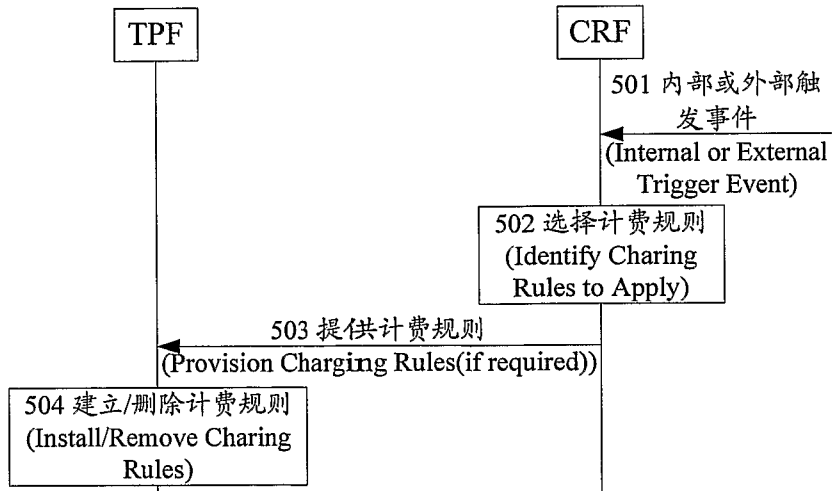 TPF
CRF
501 内部或外部触
发事件
(Internal or External
Trigger Event)
502 选择计费规则
(Identify Charing
Rules to Apply)
503 提供计费规则
(Provision Charging Rules(if required))
504 建立/删除计费规则
(Install/Remove Charing
Rules)